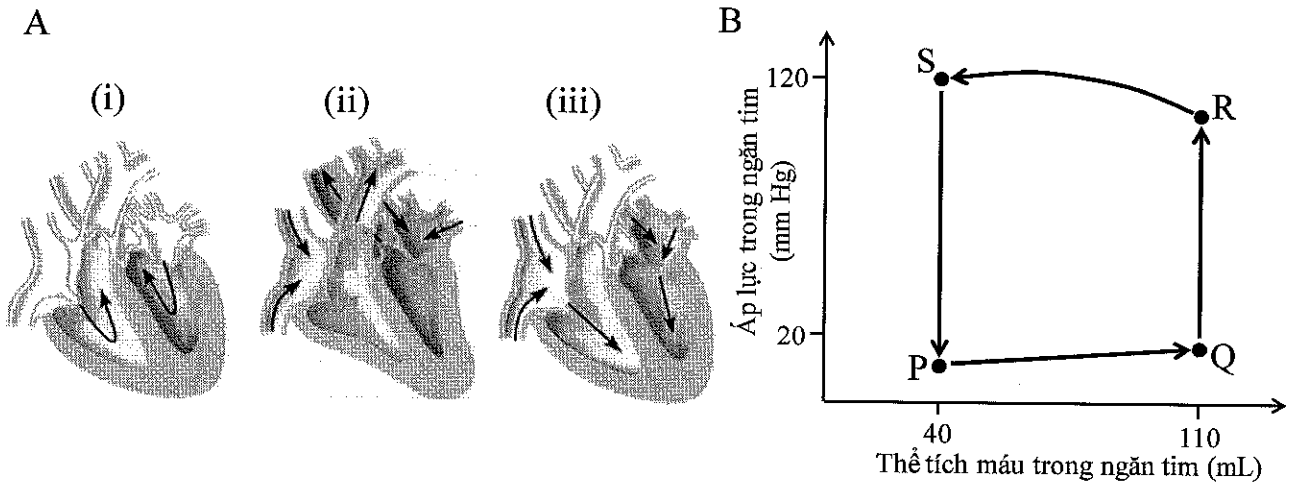 A
(i)
(ii)
(iii)
B
Áp lực trong ngăn tim
(mm Hg)
120
20
S
R
P
Q
40
110
Thể tích máu trong ngăn tim (mL)